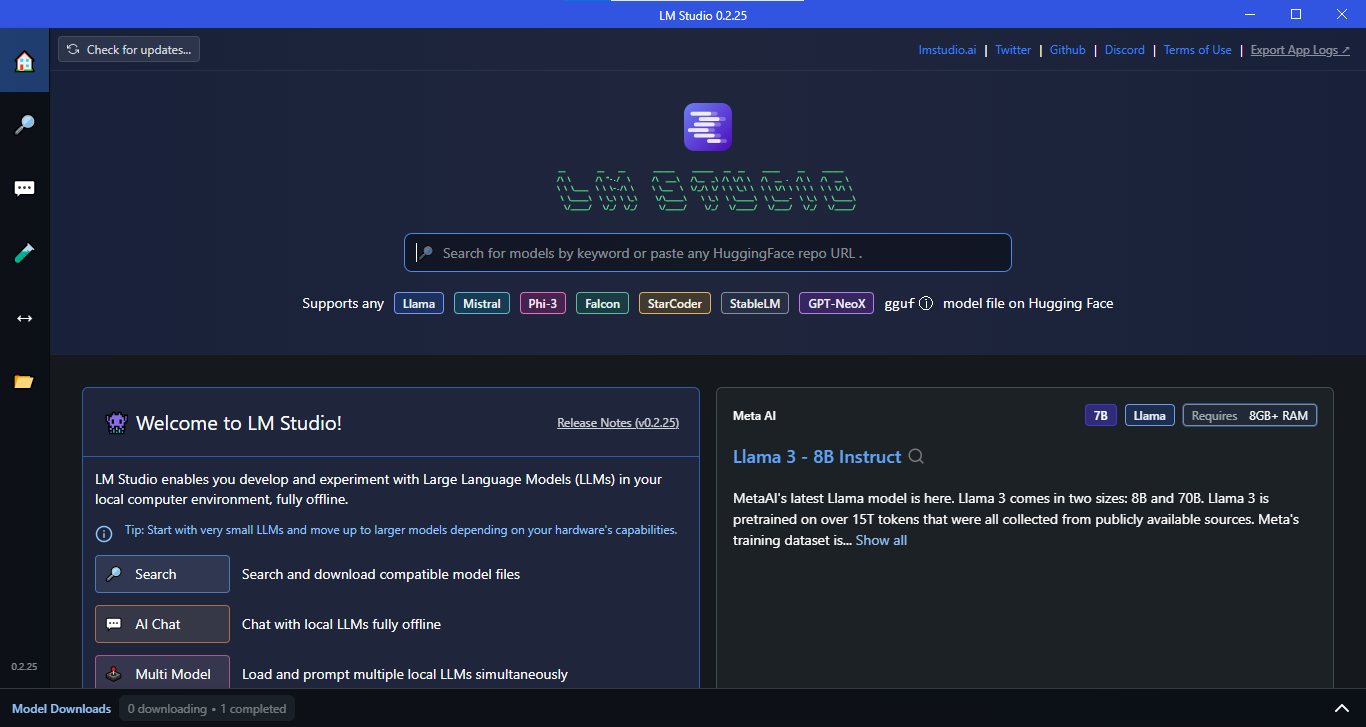 LM Studio 0.2.25
Check for updates...
lmstudio.ai | Twitter | Github | Discord | Terms of Use | Export App Logs ↗
LM STUDIO
Search for models by keyword or paste any HuggingFace repo URL .
Supports any Llama Mistral Phi-3 Falcon StarCoder StableLM GPT-NeoX gguf ⓘ model file on Hugging Face
Welcome to LM Studio!
Release Notes (v0.2.25)
LM Studio enables you develop and experiment with Large Language Models (LLMs) in your
local computer environment, fully offline.
Tip: Start with very small LLMs and move up to larger models depending on your hardware's capabilities.
Search Search and download compatible model files
AI Chat Chat with local LLMs fully offline
Multi Model Load and prompt multiple local LLMs simultaneously
Meta AI
7B Llama Requires 8GB+ RAM
Llama 3 - 8B Instruct
MetaAI's latest Llama model is here. Llama 3 comes in two sizes: 8B and 70B. Llama 3 is
pretrained on over 15T tokens that were all collected from publicly available sources. Meta's
training dataset is... Show all
0.2.25
Model Downloads 0 downloading • 1 completed